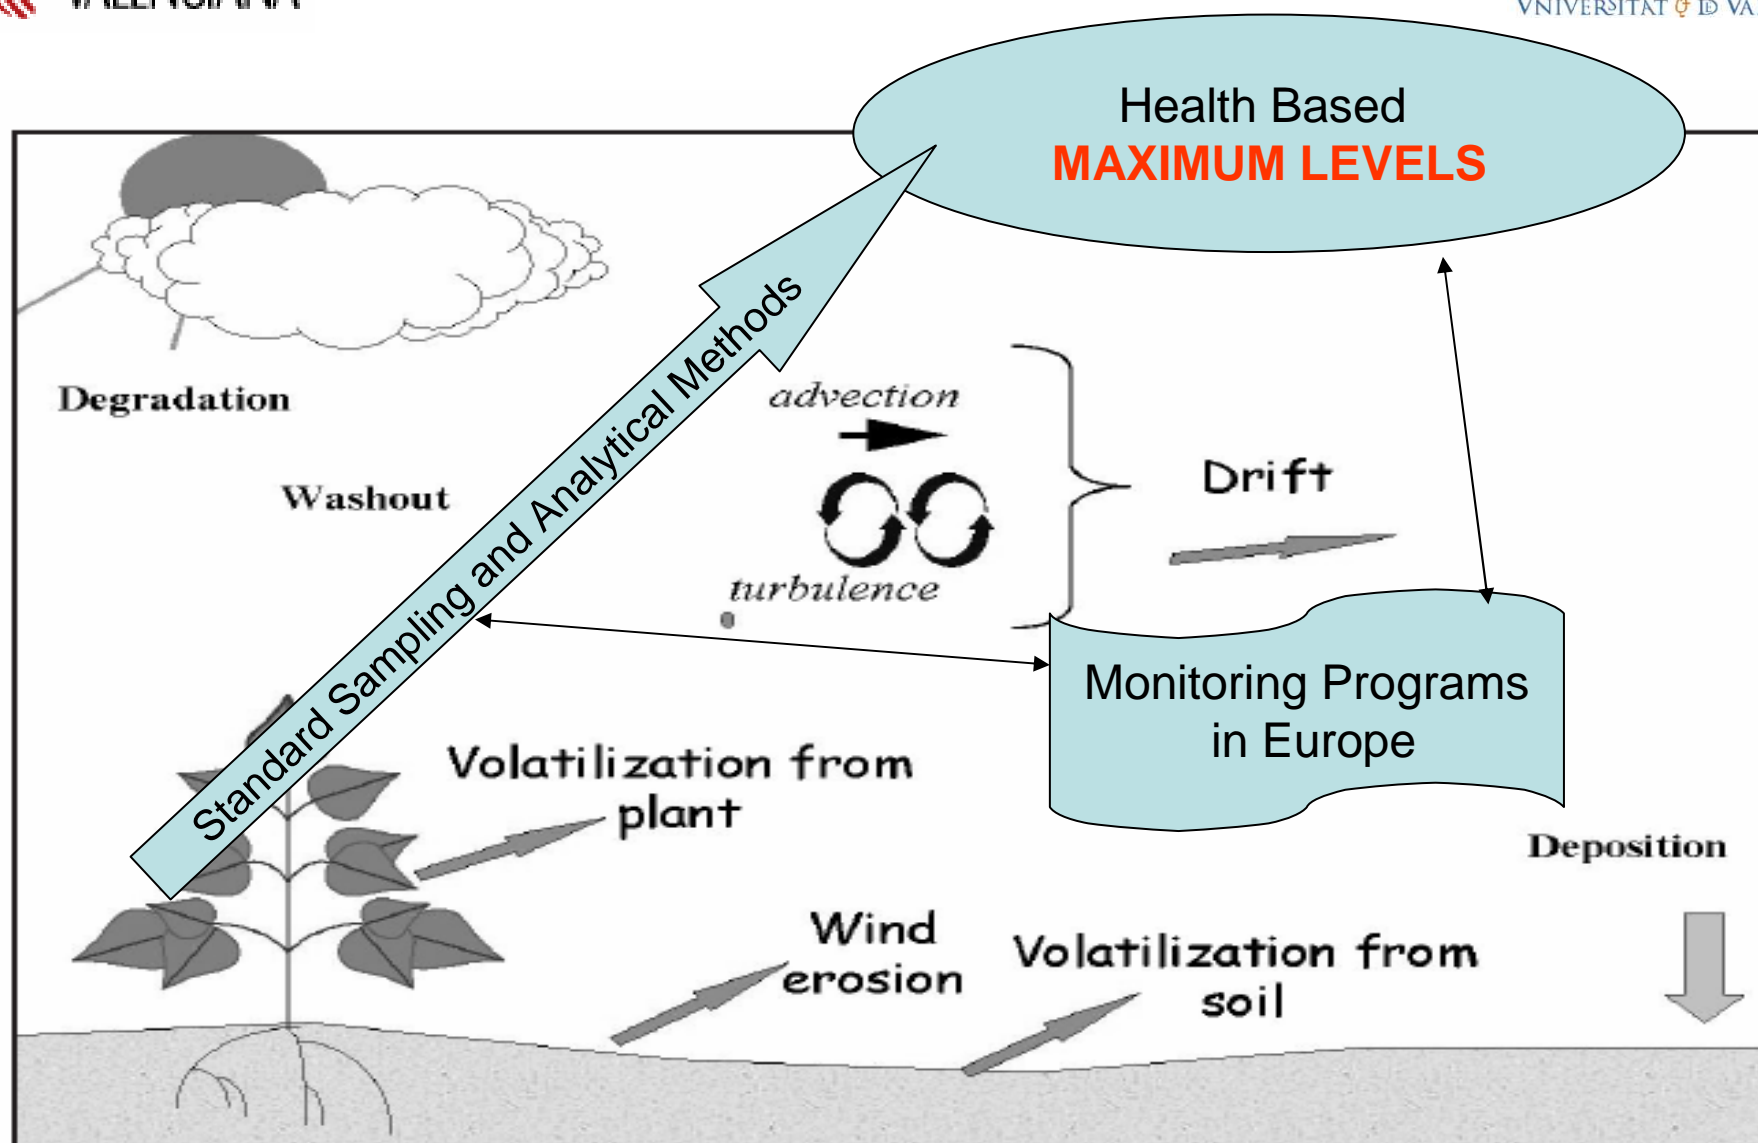 VALENCIANA
Health Based
MAXIMUM LEVELS
Standard Sampling and Analytical Methods
Degradation
advection
Washout
Drift
turbulence
Monitoring Programs
in Europe
Volatilization from
plant
Deposition
Wind
erosion
Volatilization from
soil